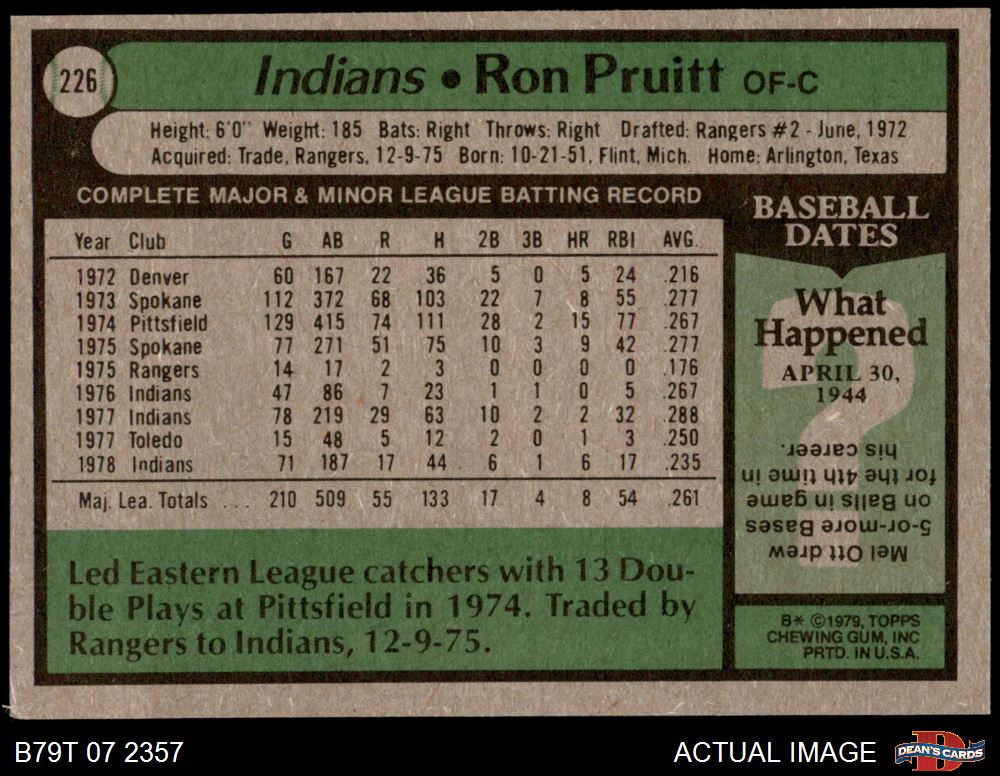 226
Indians • Ron Pruitt OF-C
Height: 6'0" Weight: 185 Bats: Right Throws: Right Drafted: Rangers #2 - June, 1972
Acquired: Trade, Rangers, 12-9-75 Born: 10-21-51, Flint, Mich. Home: Arlington, Texas
COMPLETE MAJOR & MINOR LEAGUE BATTING RECORD
Year Club G AB R H 2B 3B HR RBI AVG.
1972 Denver 60 167 22 36 5 0 5 24 .216
1973 Spokane 112 372 68 103 22 7 8 55 .277
1974 Pittsfield 129 415 74 111 28 2 15 77 .267
1975 Spokane 77 271 51 75 10 3 9 42 .277
1975 Rangers 14 17 2 3 0 0 0 0 .176
1976 Indians 47 86 7 23 1 1 0 5 .267
1977 Indians 78 219 29 63 10 2 2 32 .288
1977 Toledo 15 48 5 12 2 0 1 3 .250
1978 Indians 71 187 17 44 6 1 6 17 .235
Maj. Lea. Totals ... 210 509 55 133 17 4 8 54 .261
Led Eastern League catchers with 13 Dou-
ble Plays at Pittsfield in 1974. Traded by
Rangers to Indians, 12-9-75.
BASEBALL
DATES
What
Happened
APRIL 30,
1944
Mel Ott drew
5-or-more Bases
on Balls in game
for the 4th time in
his career.
B* ©1979, TOPPS
CHEWING GUM, INC
PRTD. IN U.S.A.
B79T 07 2357
ACTUAL IMAGE
D
DEAN'S CARDS